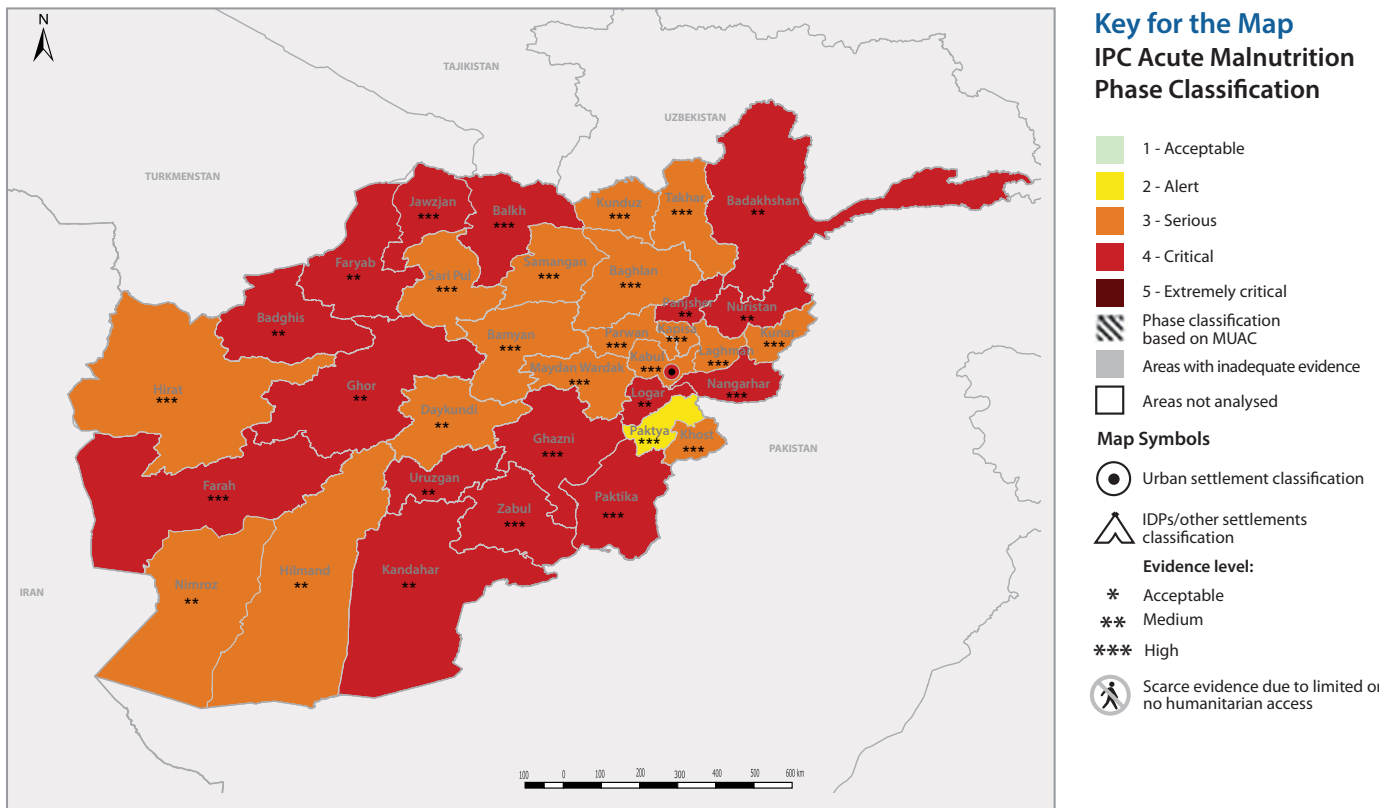 N
TAJIKISTAN
UZBEKISTAN
TURKMENSTAN
Jawzjan
***
Balkh
***
Kunduz
***
Takhar
***
Badakhshan
**
Faryab
**
Sari Pul
***
Samangan
***
Baghlan
***
Panjsher
**
Nuristan
**
Badghis
**
Bamyan
***
Parwan
***
Kapisa
***
Kunar
***
Laghman
***
Kabul
***
Maydan Wardak
***
Hirat
***
Ghor
**
Logar
**
Nangarhar
***
Daykundi
**
Ghazni
***
Paktya
***
Khost
***
PAKISTAN
Farah
***
Uruzgan
**
Zabul
***
Paktika
***
Nimroz
**
Hilmand
**
Kandahar
**
IRAN
100 0 100 200 300 400 500 600 km
Key for the Map
IPC Acute Malnutrition
Phase Classification
1 - Acceptable
2 - Alert
3 - Serious
4 - Critical
5 - Extremely critical
Phase classification
based on MUAC
Areas with inadequate evidence
Areas not analysed
Map Symbols
Urban settlement classification
IDPs/other settlements
classification
Evidence level:
* Acceptable
** Medium
*** High
Scarce evidence due to limited or
no humanitarian access